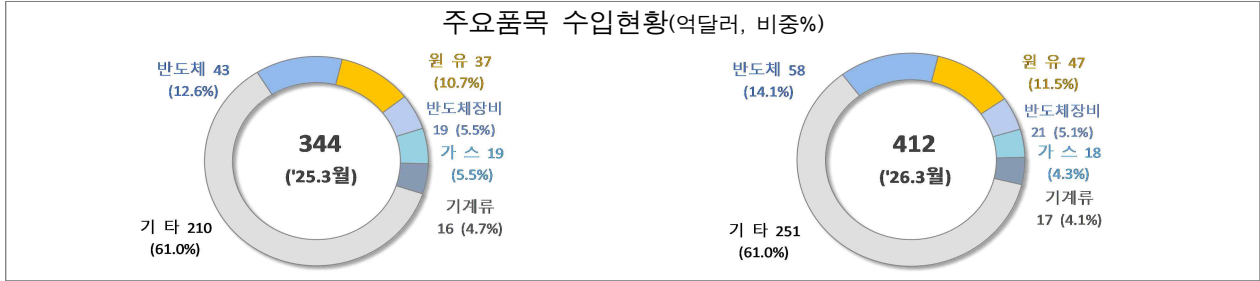 주요품목 수입현황(억달러, 비중%)
반도체 43
(12.6%)
원 유 37
(10.7%)
반도체장비
19 (5.5%)
가 스 19
(5.5%)
기계류
16 (4.7%)
기 타 210
(61.0%)
344
('25.3월)
반도체 58
(14.1%)
원 유 47
(11.5%)
반도체장비
21 (5.1%)
가 스 18
(4.3%)
기계류
17 (4.1%)
기 타 251
(61.0%)
412
('26.3월)